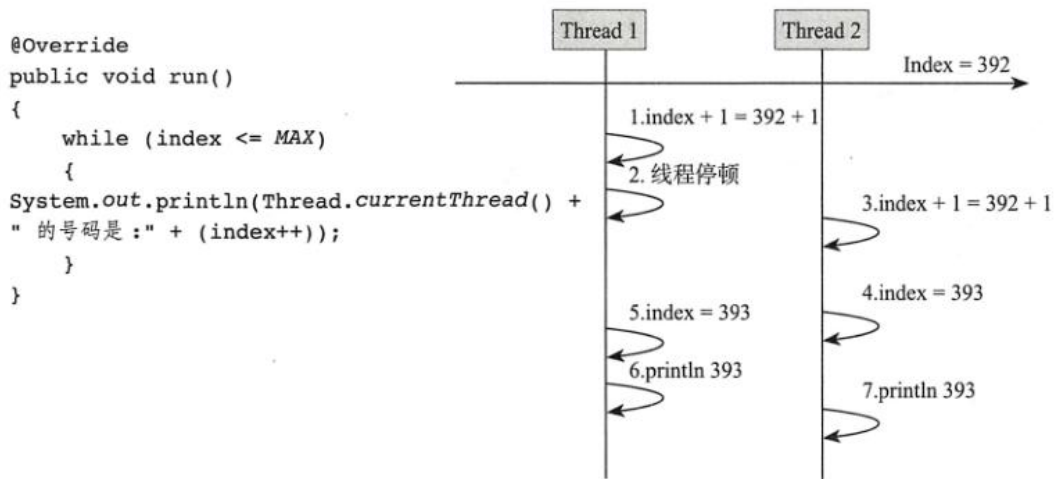 @Override
public void run()
{
    while (index <= MAX)
    {
System.out.println(Thread.currentThread() +
" 的号码是:" + (index++));
    }
}
Thread 1
Thread 2
Index = 392
1.index + 1 = 392 + 1
2. 线程停顿
3.index + 1 = 392 + 1
4.index = 393
5.index = 393
6.println 393
7.println 393